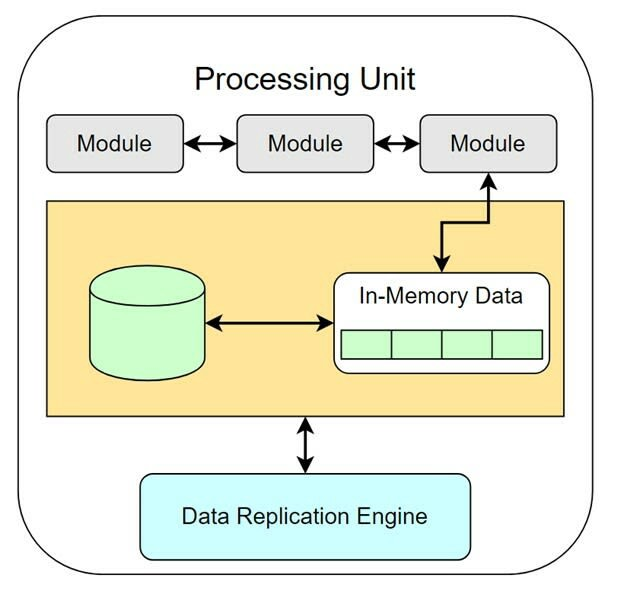 Processing Unit
Module
Module
Module
In-Memory Data
Data Replication Engine